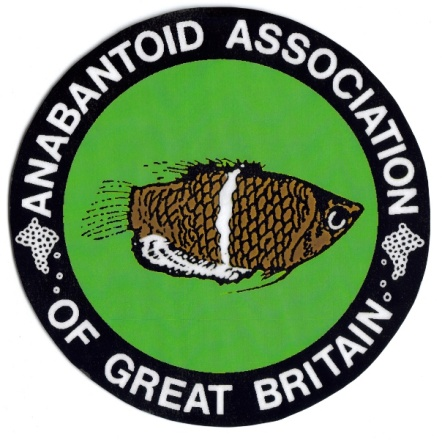 ANABANTOID ASSOCIATION
OF GREAT BRITAIN